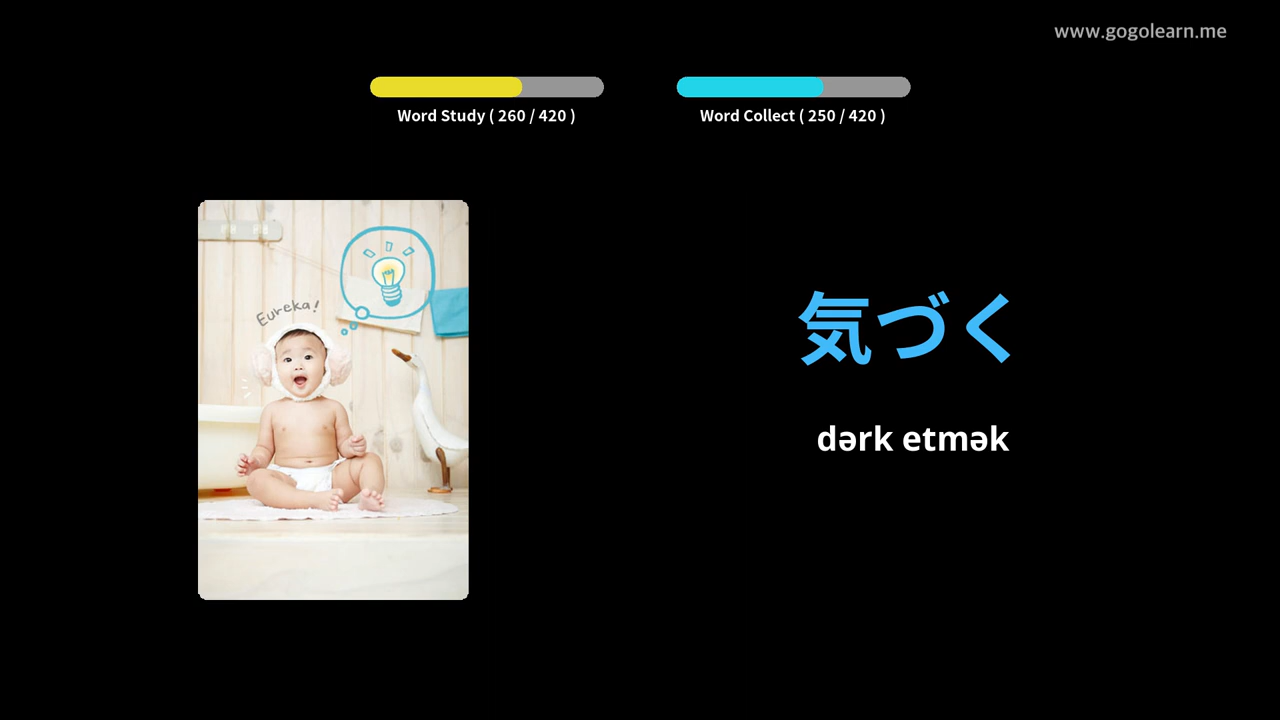 www.gogolearn.me
Word Study ( 260 / 420 )
Word Collect ( 250 / 420 )
Eureka!
気づく
dərk etmək